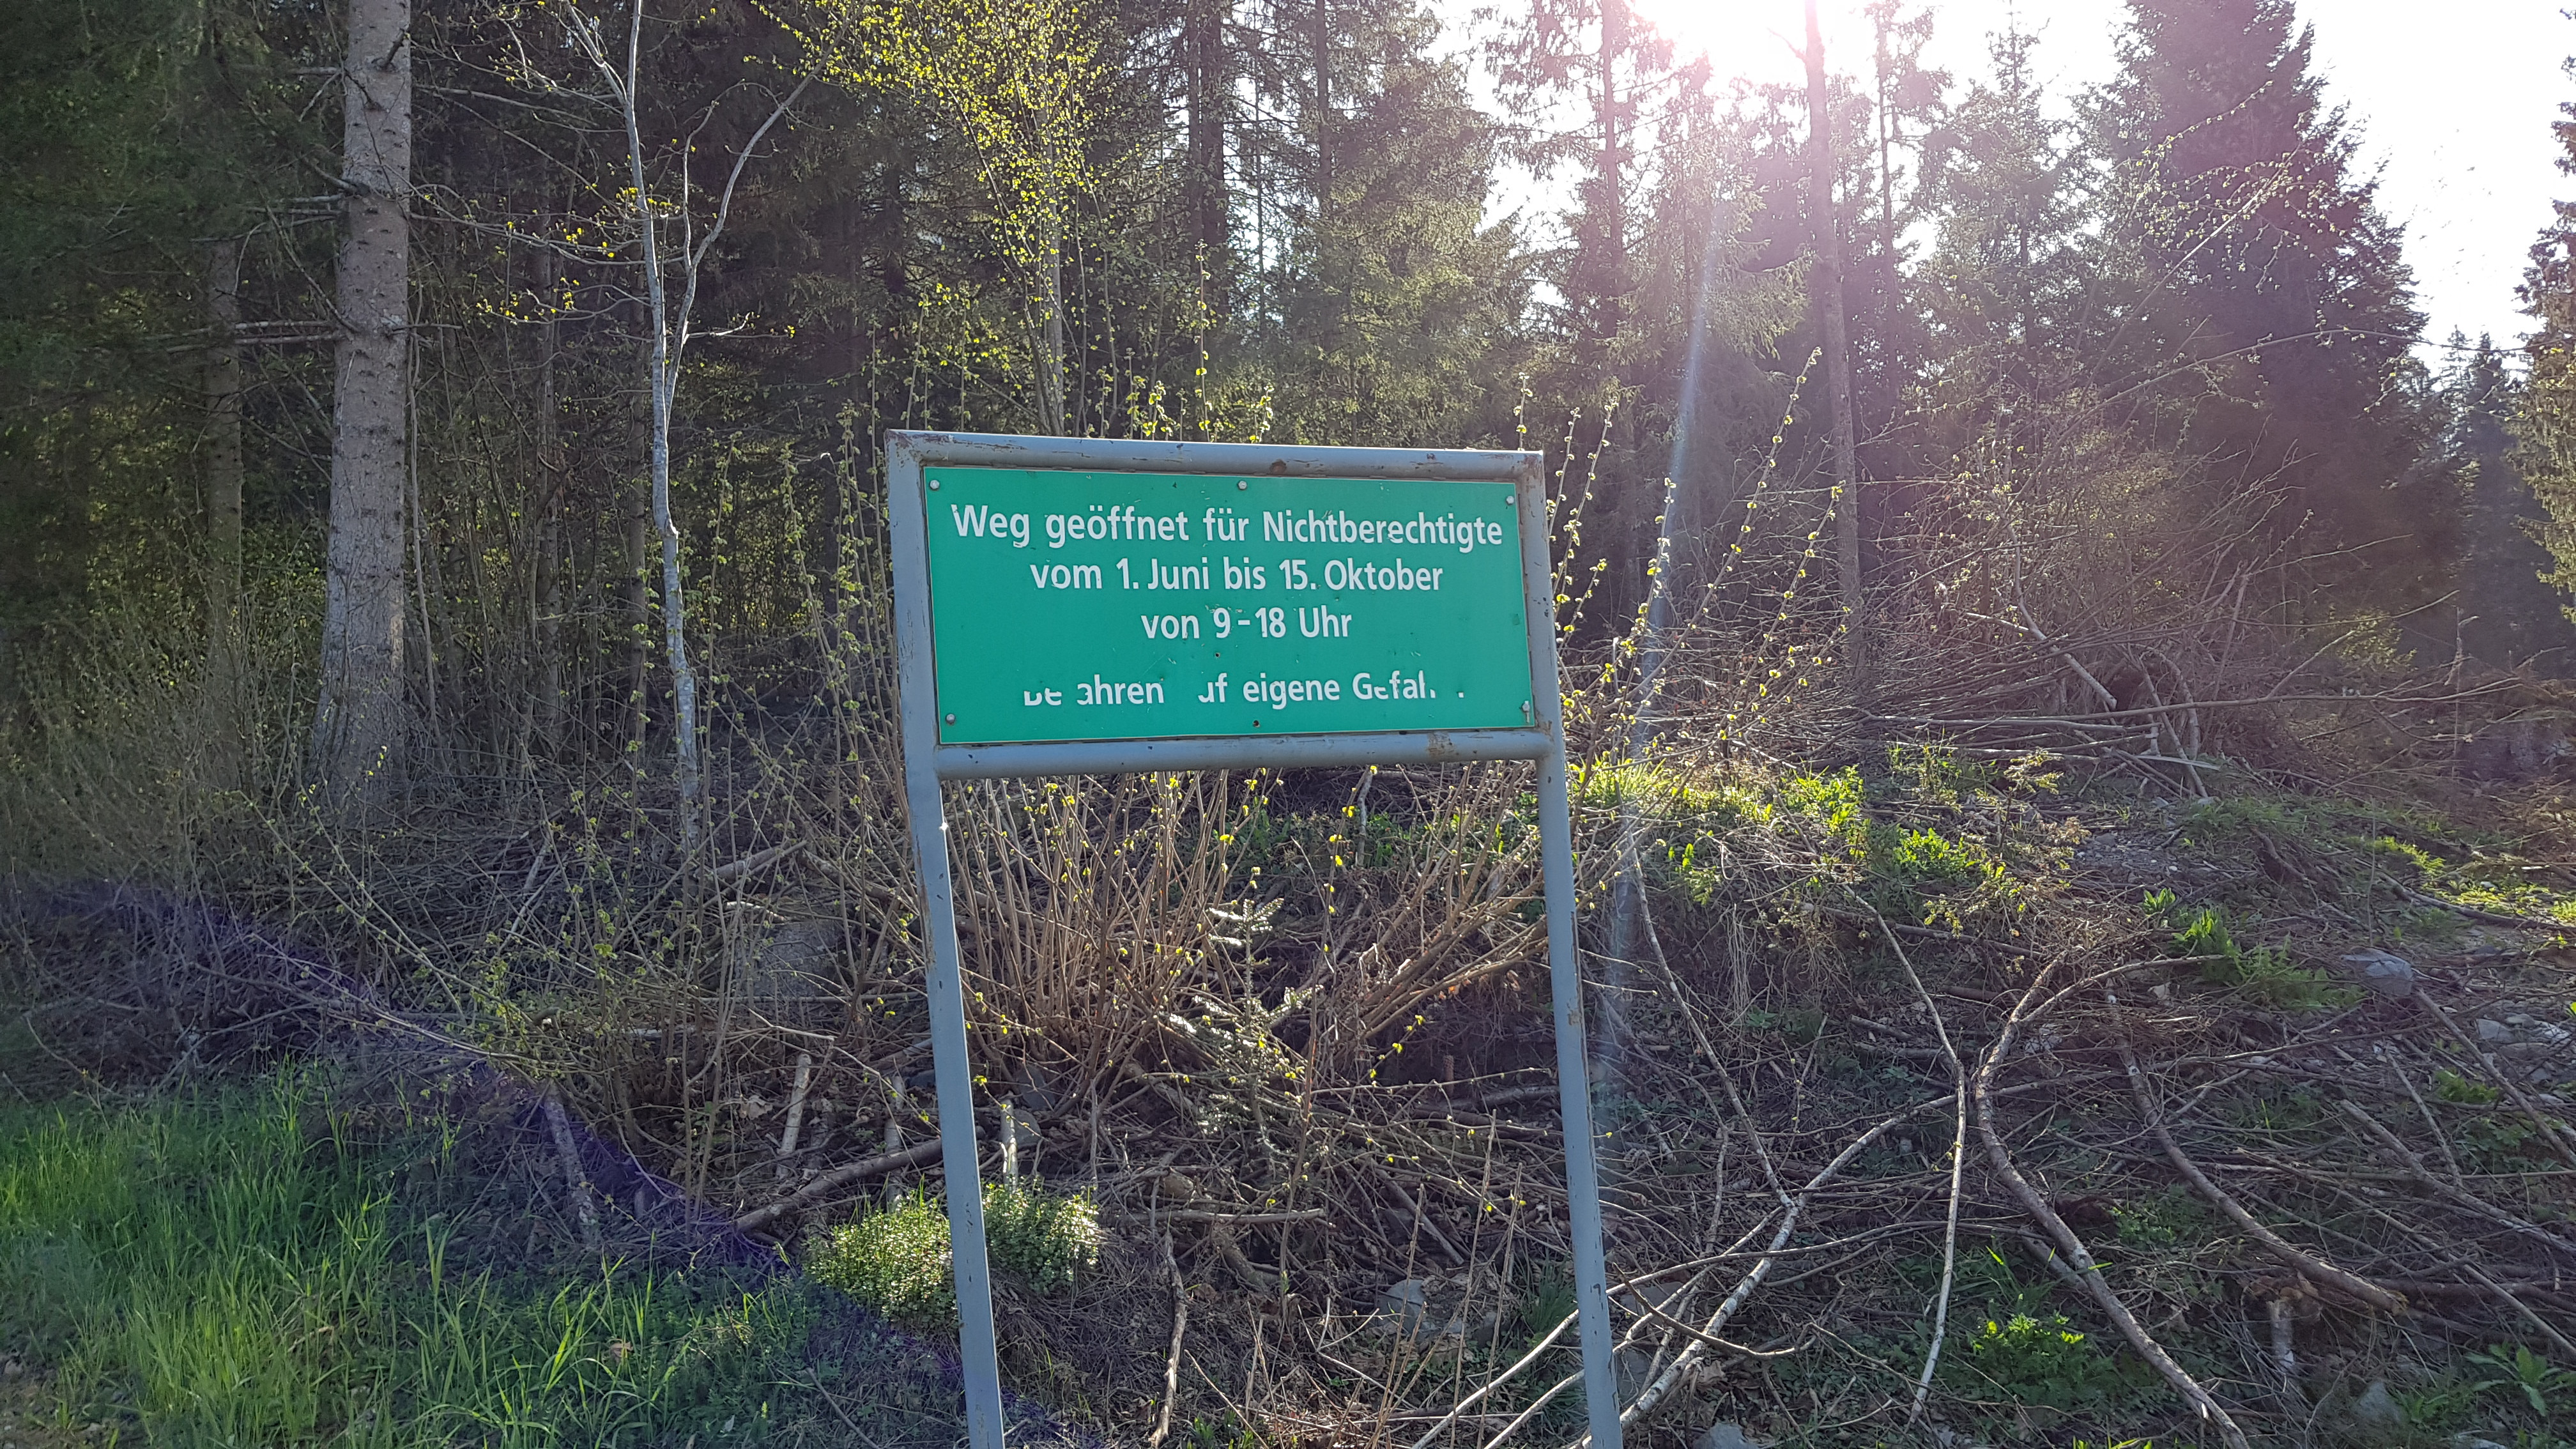 Weg geöffnet für Nichtberechtigte
vom 1. Juni bis 15. Oktober
von 9-18 Uhr
eigene